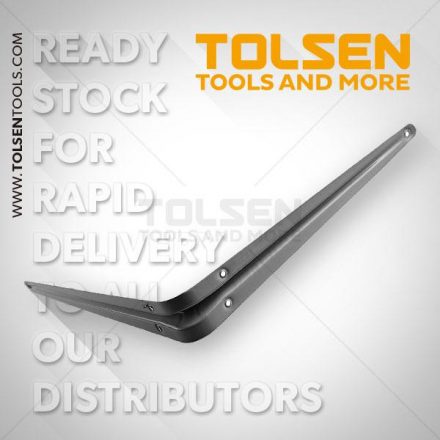 READY
STOCK
FOR
RAPID
DELIVERY
TO ALL
OUR
DISTRIBUTORS
WWW.TOLSENTOOLS.COM
TOLSEN
TOOLS AND MORE
TOLSEN
TOOLS AND MORE